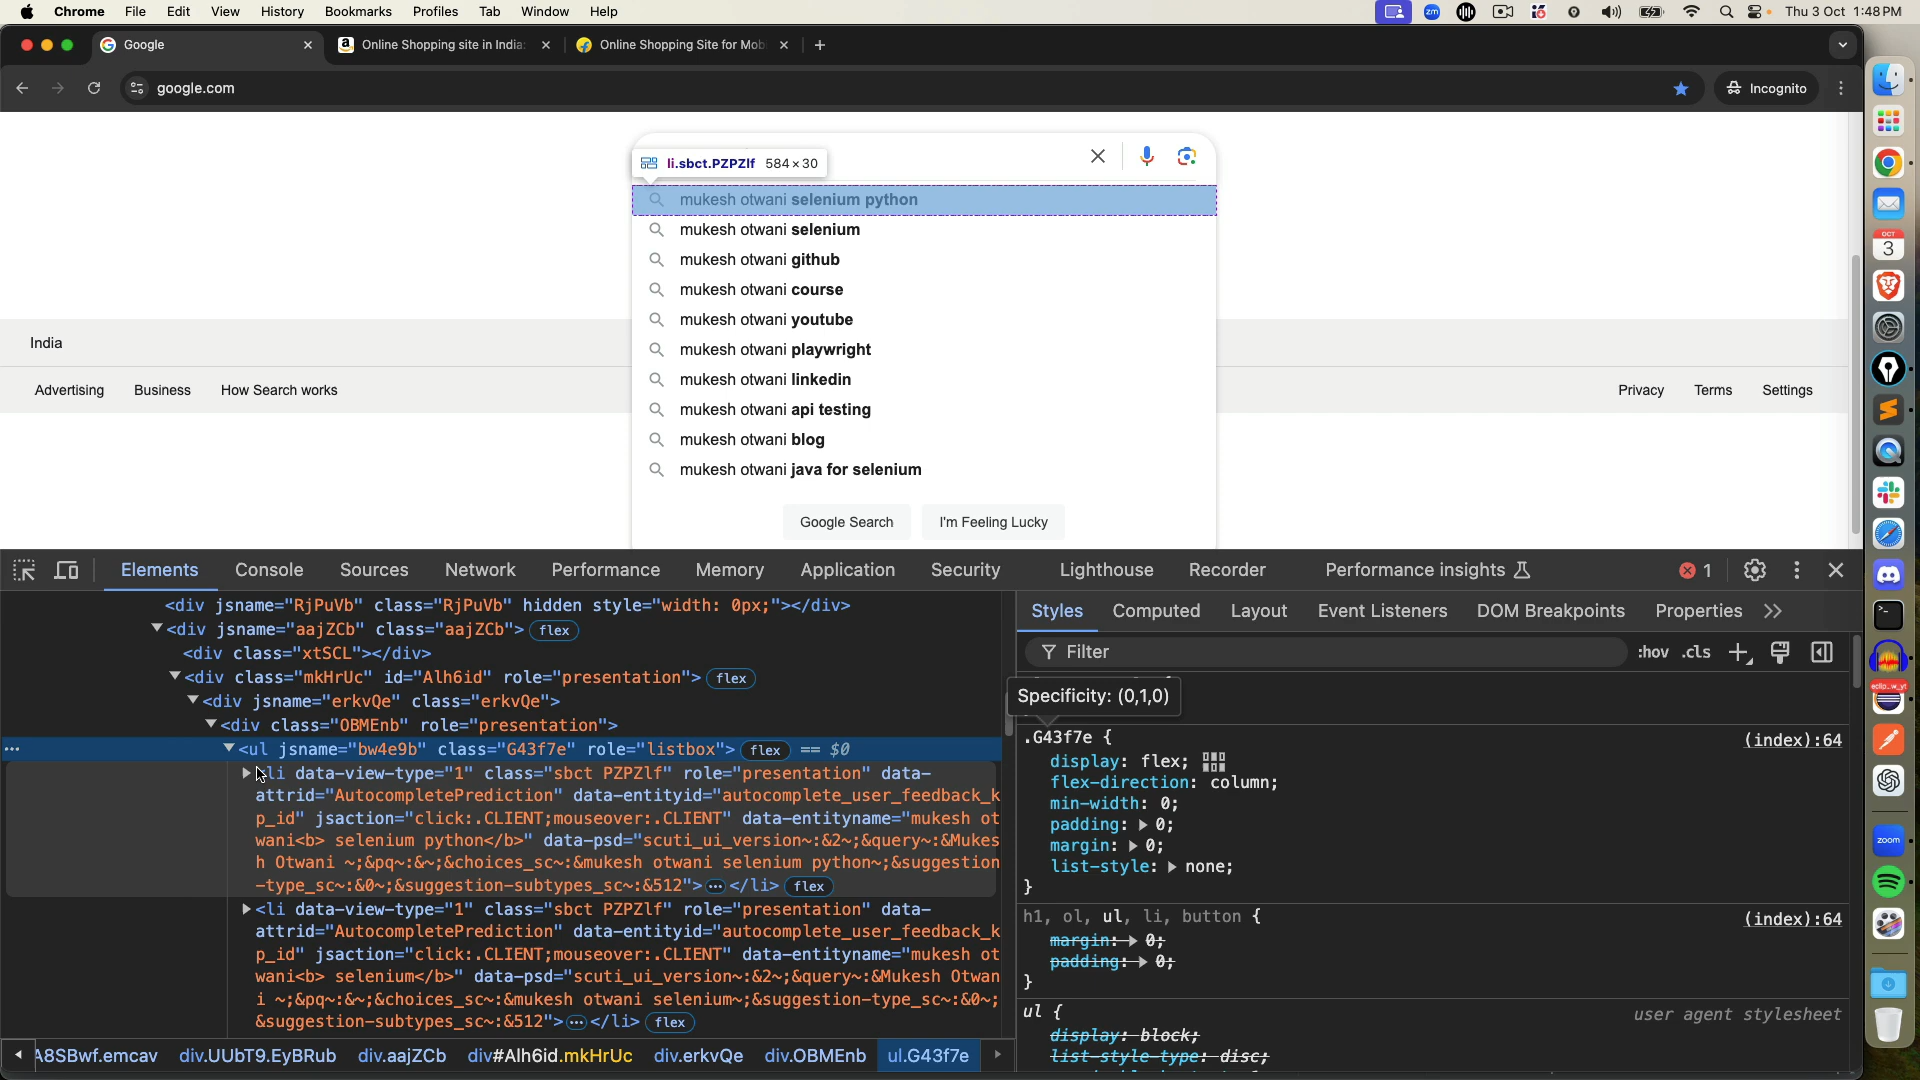 Chrome File Edit View History Bookmarks Profiles Tab Window Help zm Thu 3 Oct 1:48 PM
Google Online Shopping site in India: Online Shopping Site for Mob
google.com Incognito
li.sbct.PZPZlf 584×30
mukesh otwani selenium python
mukesh otwani selenium
mukesh otwani github
mukesh otwani course
mukesh otwani youtube
mukesh otwani playwright
mukesh otwani linkedin
mukesh otwani api testing
mukesh otwani blog
mukesh otwani java for selenium
Google Search I'm Feeling Lucky
India
Advertising Business How Search works
Privacy Terms Settings
OCT
3
zoom
Elements Console Sources Network Performance Memory Application Security Lighthouse Recorder Performance insights 1
<div jsname="RjPuVb" class="RjPuVb" hidden style="width: 0px;"></div>
<div jsname="aajZCb" class="aajZCb"> flex
<div class="xtSCL"></div>
<div class="mkHrUc" id="Alh6id" role="presentation"> flex
<div jsname="erkvQe" class="erkvQe">
<div class="OBMEnb" role="presentation">
<ul jsname="bw4e9b" class="G43f7e" role="listbox"> flex == $0
<li data-view-type="1" class="sbct PZPZlf" role="presentation" data-
attrid="AutocompletePrediction" data-entityid="autocomplete_user_feedback_k
p_id" jsaction="click:.CLIENT;mouseover:.CLIENT" data-entityname="mukesh ot
wani<b> selenium python</b>" data-psd="scuti_ui_version~:&2~;&query~:&Mukes
h Otwani ~;&pq~:&~;&choices_sc~:&mukesh otwani selenium python~;&suggestion
-type_sc~:&0~;&suggestion-subtypes_sc~:&512">…</li> flex
<li data-view-type="1" class="sbct PZPZlf" role="presentation" data-
attrid="AutocompletePrediction" data-entityid="autocomplete_user_feedback_k
p_id" jsaction="click:.CLIENT;mouseover:.CLIENT" data-entityname="mukesh ot
wani<b> selenium</b>" data-psd="scuti_ui_version~:&2~;&query~:&Mukesh Otwan
i ~;&pq~:&~;&choices_sc~:&mukesh otwani selenium~;&suggestion-type_sc~:&0~;
&suggestion-subtypes_sc~:&512">…</li> flex
A8SBwf.emcav div.UUbT9.EyBRub div.aajZCb div#Alh6id.mkHrUc div.erkvQe div.OBMEnb ul.G43f7e
Styles Computed Layout Event Listeners DOM Breakpoints Properties
Filter :hov .cls
Specificity: (0,1,0)
.G43f7e { (index):64
display: flex;
flex-direction: column;
min-width: 0;
padding: 0;
margin: 0;
list-style: none;
}
h1, ol, ul, li, button { (index):64
margin: 0;
padding: 0;
}
ul { user agent stylesheet
display: block;
list-style-type: disc;